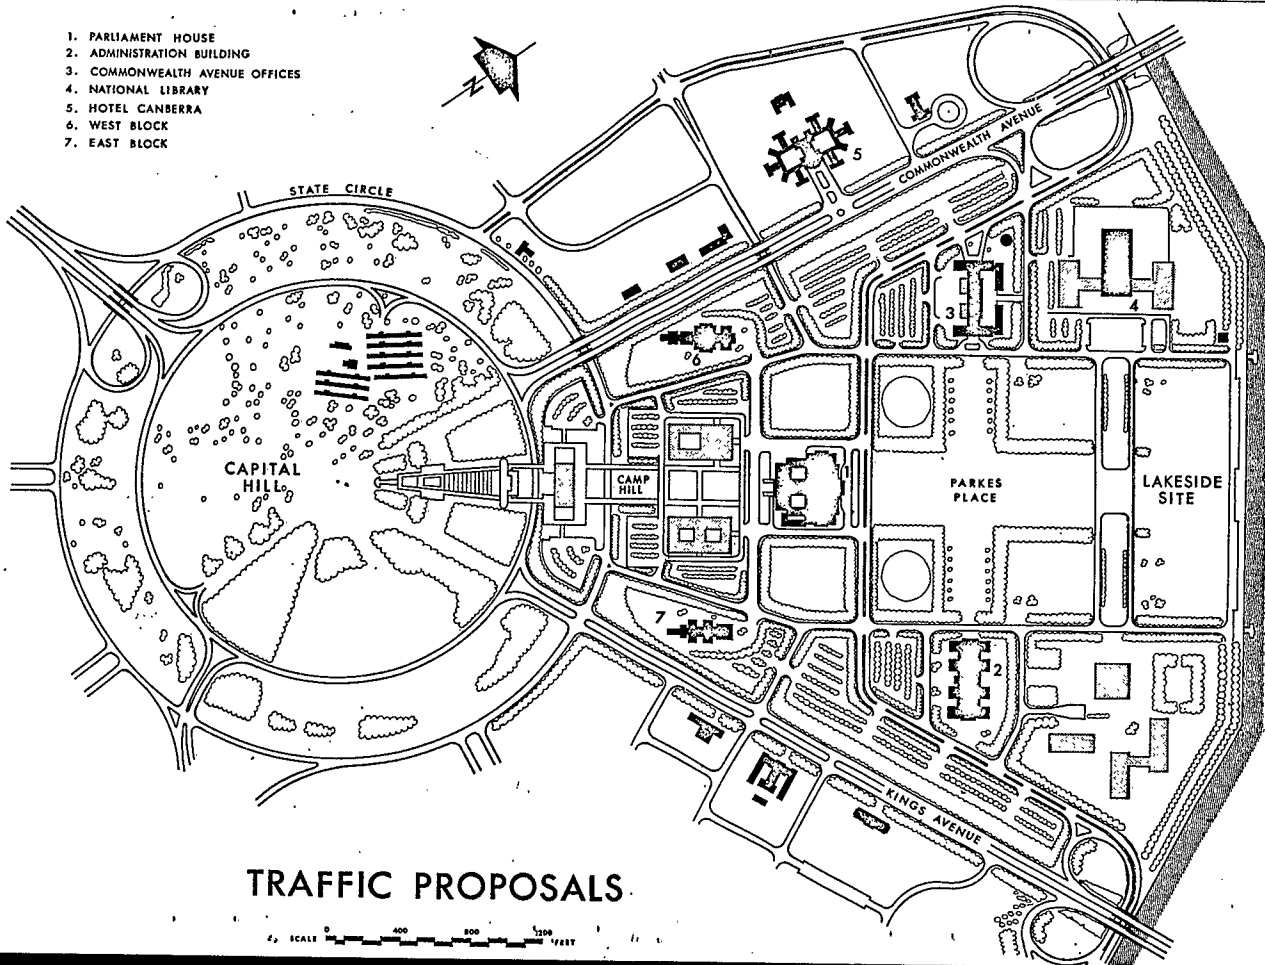 1. PARLIAMENT HOUSE
2. ADMINISTRATION BUILDING
3. COMMONWEALTH AVENUE OFFICES
4. NATIONAL LIBRARY
5. HOTEL CANBERRA
6. WEST BLOCK
7. EAST BLOCK
N
STATE CIRCLE
COMMONWEALTH AVENUE
5
4
3
6
CAPITAL
HILL
CAMP
HILL
PARKES
PLACE
LAKESIDE
SITE
7
2
KINGS AVENUE
TRAFFIC PROPOSALS
SCALE 0 400 800 1200 FEET